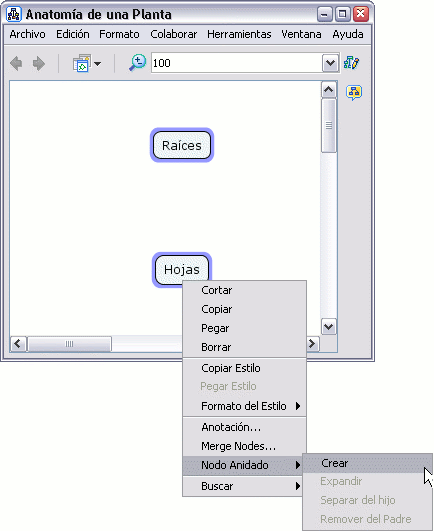 Anatomía de una Planta
Archivo Edición Formato Colaborar Herramientas Ventana Ayuda
100
Raíces
Hojas
Cortar
Copiar
Pegar
Borrar
Copiar Estilo
Pegar Estilo
Formato del Estilo
Anotación...
Merge Nodes...
Nodo Anidado
Crear
Expandir
Buscar
Separar del hijo
Remover del Padre